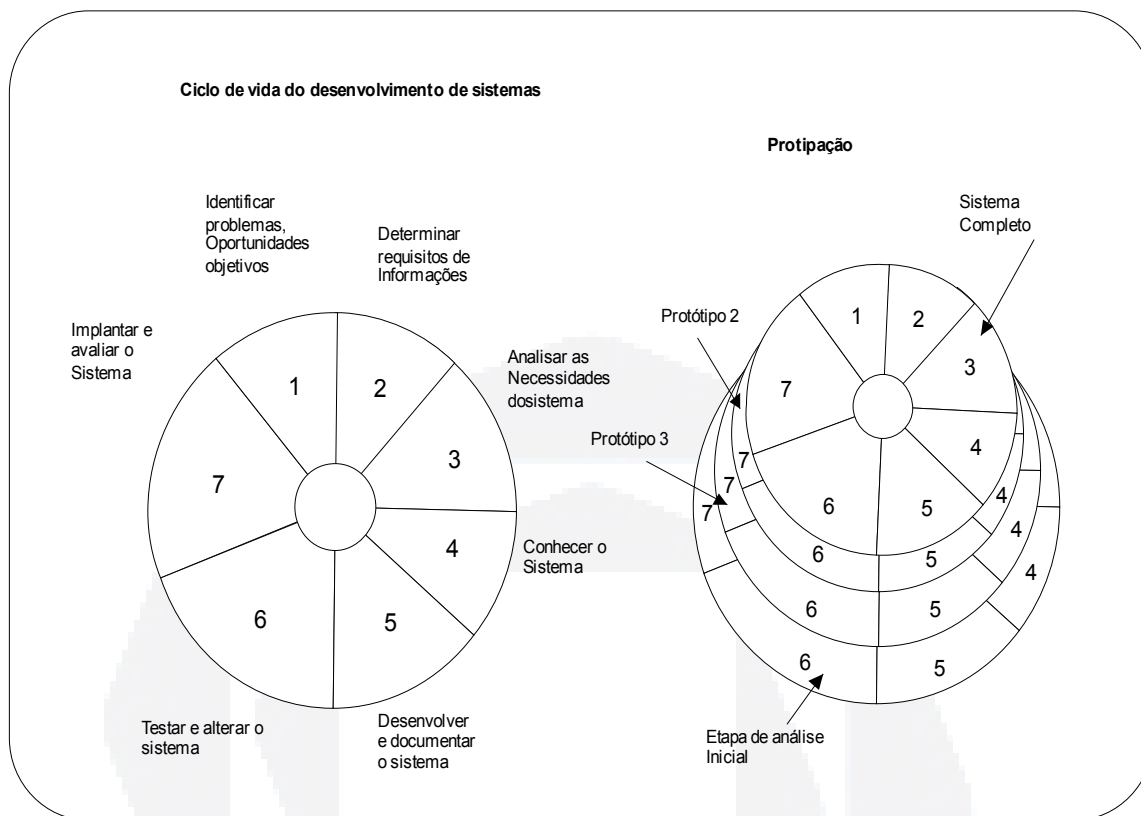 Ciclo de vida do desenvolvimento de sistemas
Identificar
problemas,
Oportunidades
objetivos
Determinar
requisitos de
Informações
Implantar e
avaliar o
Sistema
Analisar as
Necessidades
dosistema
1
2
3
4
5
6
7
Conhecer o
Sistema
Testar e alterar o
sistema
Desenvolver
e documentar
o sistema
Protipação
Sistema
Completo
Protótipo 2
Protótipo 3
1
2
3
4
5
6
7
7
6
5
4
7
6
5
4
7
6
5
4
Etapa de análise
Inicial